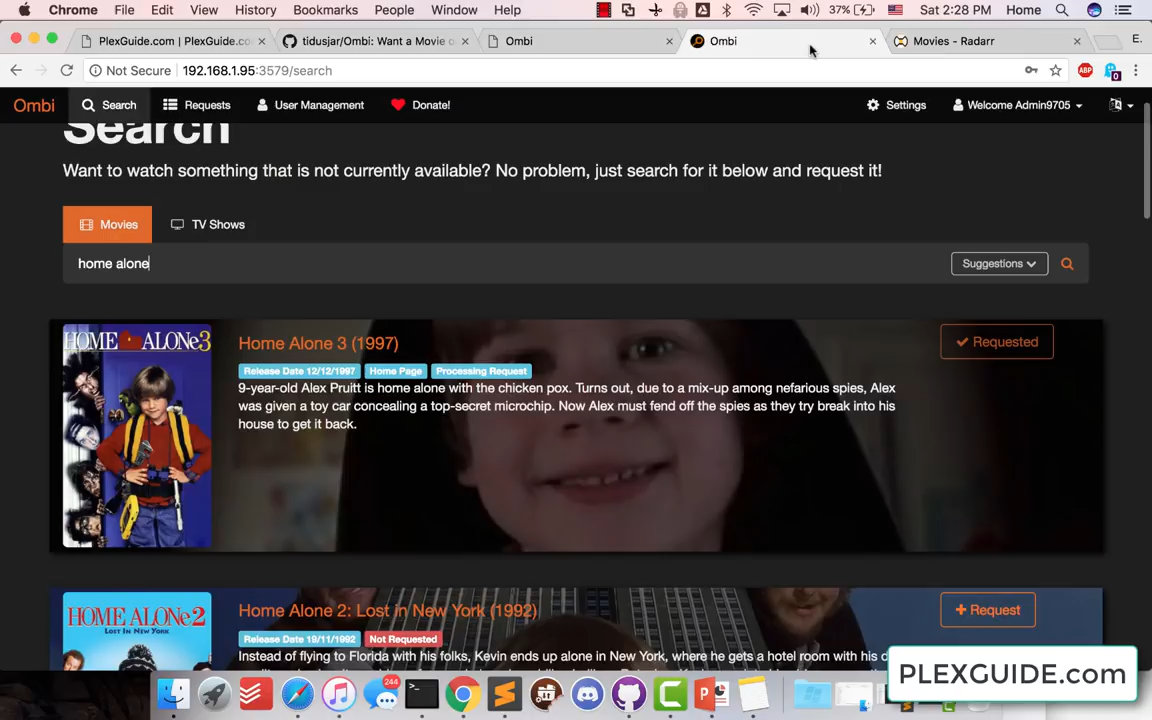 Chrome File Edit View History Bookmarks People Window Help 37% Sat 2:28 PM Home
PlexGuide.com | PlexGuide.co
tidusjar/Ombi: Want a Movie o
Ombi
Ombi
Movies - Radarr
E.
Not Secure 192.168.1.95:3579/search ABP 0
Ombi Search Requests User Management Donate! Settings Welcome Admin9705
Search
Want to watch something that is not currently available? No problem, just search for it below and request it!
Movies TV Shows
home alone Suggestions
HOME ALONE3
Home Alone 3 (1997)
Requested
Release Date 12/12/1997 Home Page Processing Request
9-year-old Alex Pruitt is home alone with the chicken pox. Turns out, due to a mix-up among nefarious spies, Alex
was given a toy car concealing a top-secret microchip. Now Alex must fend off the spies as they try break into his
house to get it back.
HOME ALONE2
LOST IN NEW YORK
Home Alone 2: Lost in New York (1992)
Request
Release Date 19/11/1992 Not Requested
Instead of flying to Florida with his folks, Kevin ends up alone in New York, where he gets a hotel room with his
PLEXGUIDE.com
244